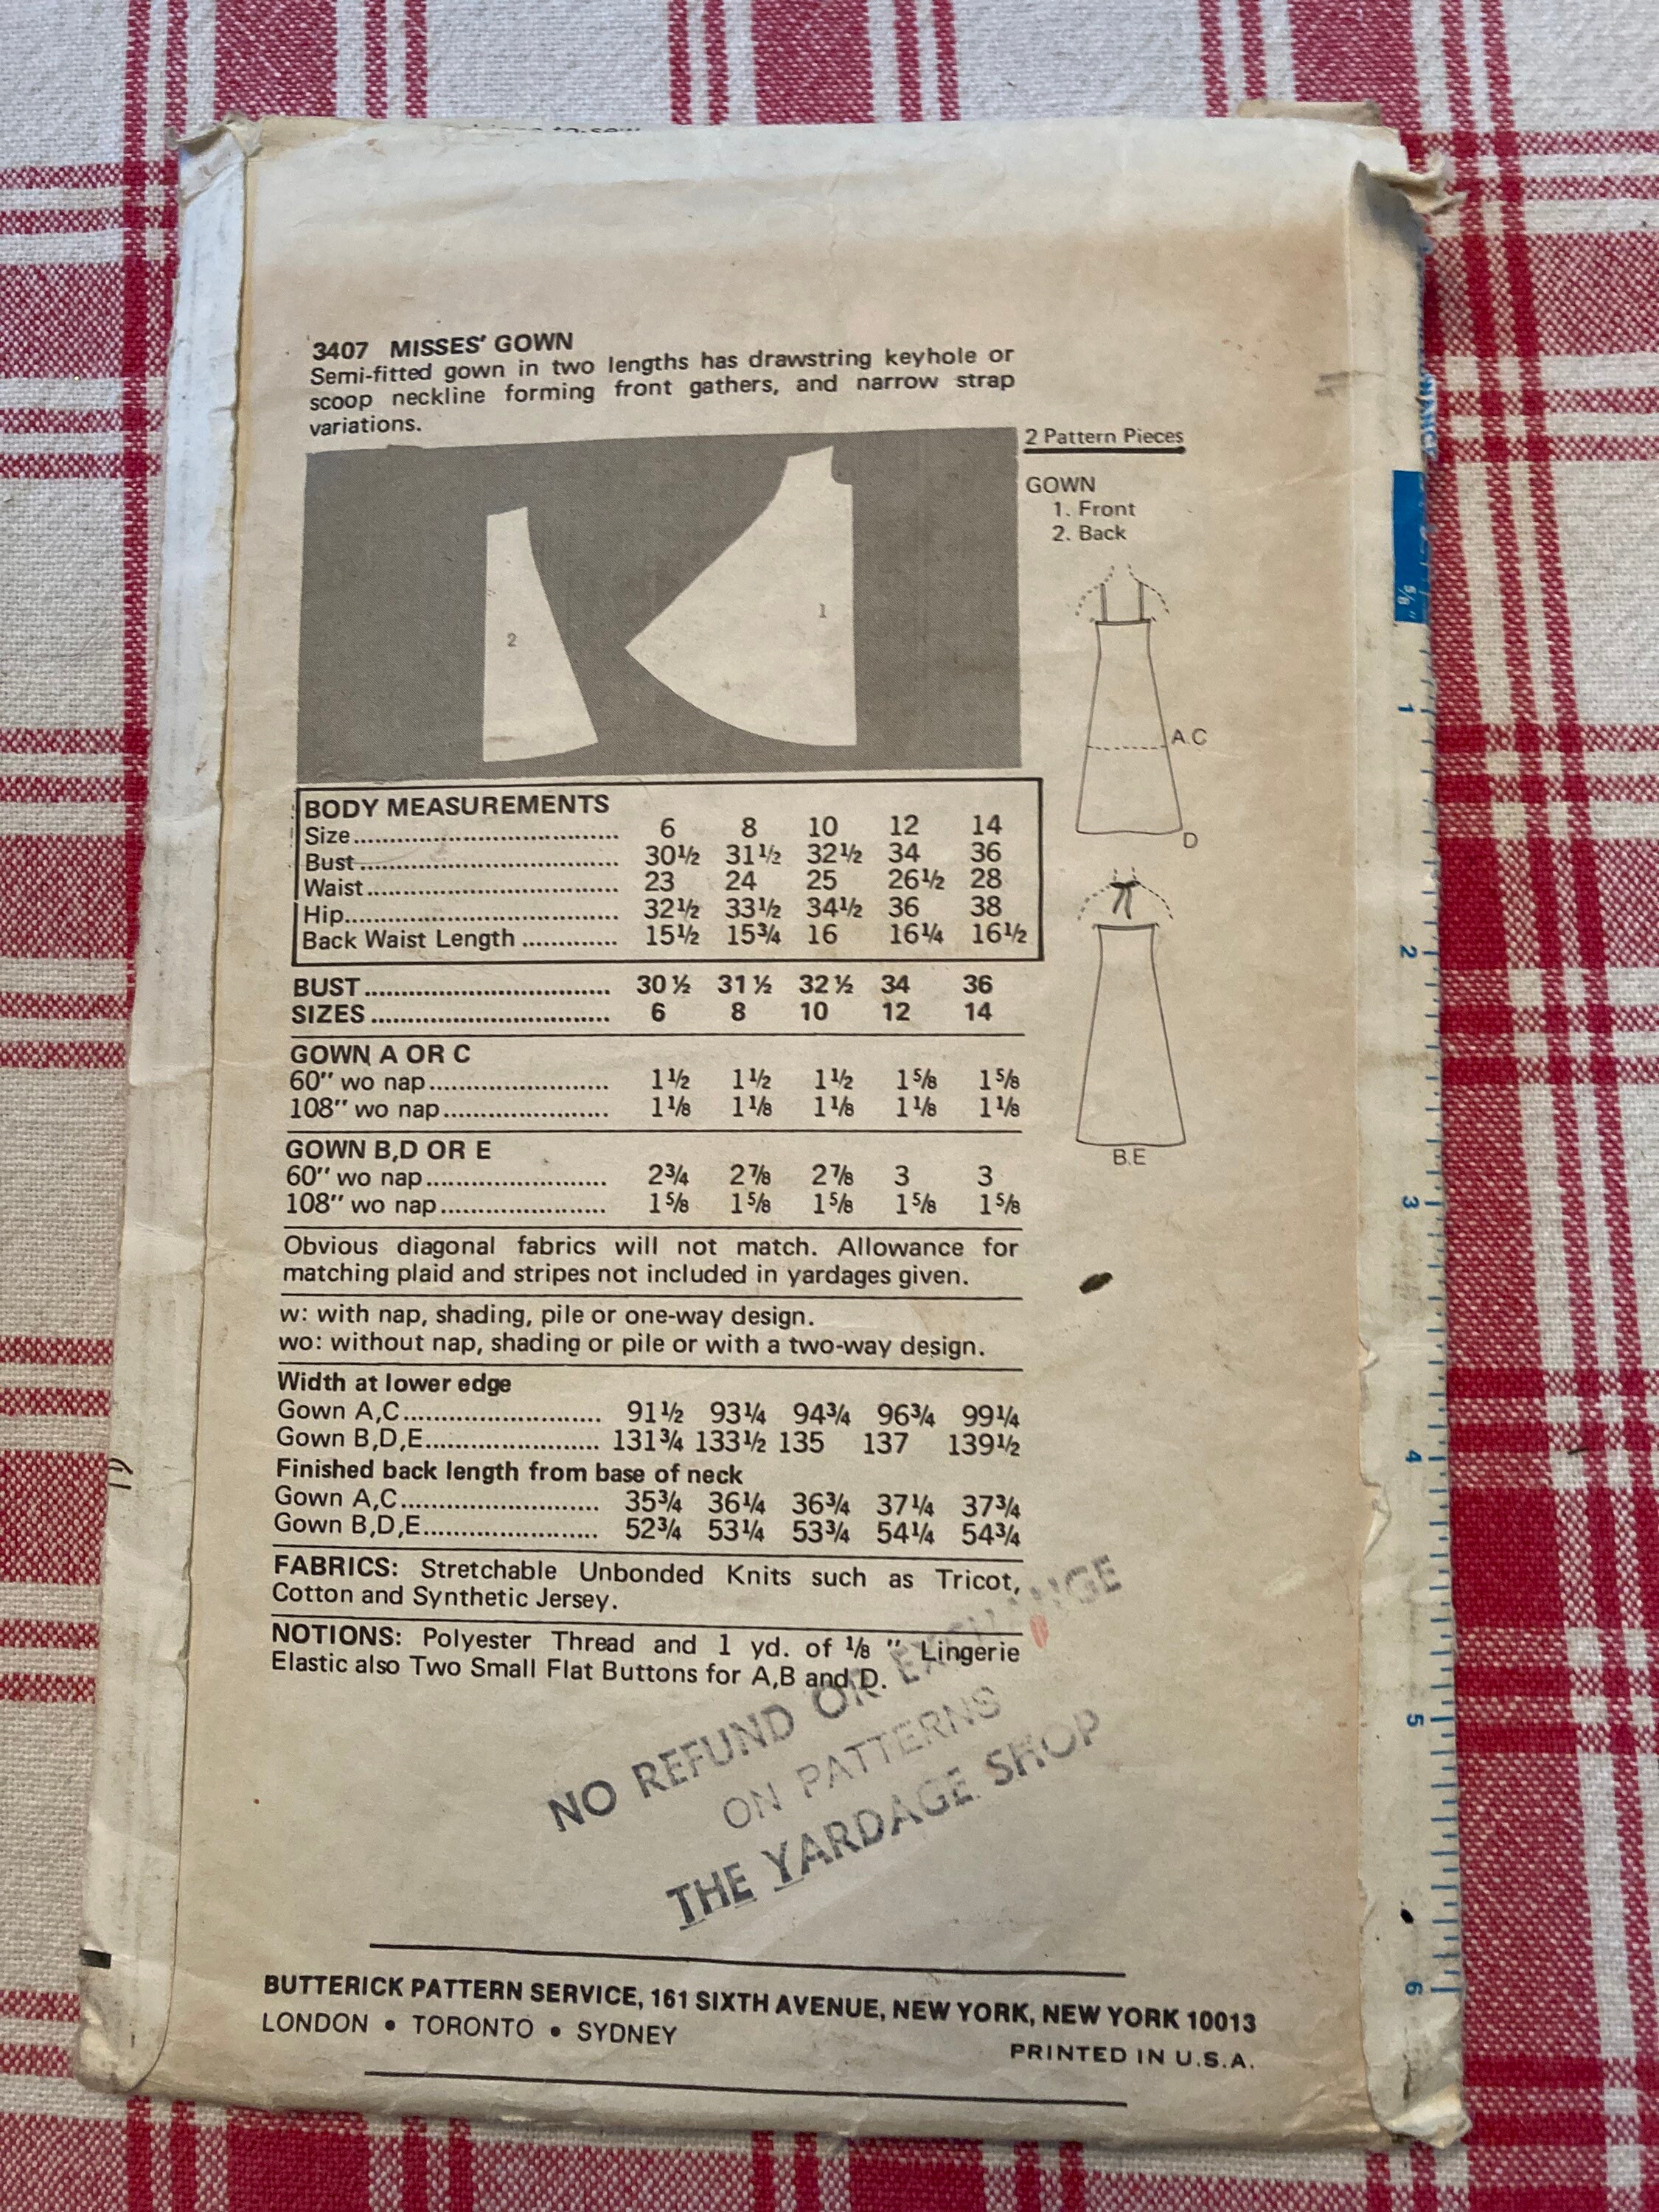 3407 MISSES' GOWN
Semi-fitted gown in two lengths has drawstring keyhole or
scoop neckline forming front gathers, and narrow strap
variations.
2 Pattern Pieces
GOWN
1. Front
2. Back
2
1
A.C
D
B.E
BODY MEASUREMENTS
Size 6 8 10 12 14
Bust 30½ 31½ 32½ 34 36
Waist 23 24 25 26½ 28
Hip 32½ 33½ 34½ 36 38
Back Waist Length 15½ 15¾ 16 16¼ 16½
BUST 30½ 31½ 32½ 34 36
SIZES 6 8 10 12 14
GOWN A OR C
60" wo nap 1½ 1½ 1½ 1⅝ 1⅝
108" wo nap 1⅛ 1⅛ 1⅛ 1⅛ 1⅛
GOWN B,D OR E
60" wo nap 2¾ 2⅞ 2⅞ 3 3
108" wo nap 1⅝ 1⅝ 1⅝ 1⅝ 1⅝
Obvious diagonal fabrics will not match. Allowance for
matching plaid and stripes not included in yardages given.
w: with nap, shading, pile or one-way design.
wo: without nap, shading or pile or with a two-way design.
Width at lower edge
Gown A,C 91½ 93¼ 94¾ 96¾ 99¼
Gown B,D,E 131¾ 133½ 135 137 139½
Finished back length from base of neck
Gown A,C 35¾ 36¼ 36¾ 37¼ 37¾
Gown B,D,E 52¾ 53¼ 53¾ 54¼ 54¾
FABRICS: Stretchable Unbonded Knits such as Tricot,
Cotton and Synthetic Jersey.
NOTIONS: Polyester Thread and 1 yd. of ⅛ " Lingerie
Elastic also Two Small Flat Buttons for A,B and D.
NO REFUND OR EXCHANGE
ON PATTERNS
THE YARDAGE SHOP
BUTTERICK PATTERN SERVICE, 161 SIXTH AVENUE, NEW YORK, NEW YORK 10013
LONDON • TORONTO • SYDNEY
PRINTED IN U.S.A.
⅝"
1
2
3
4
5
6